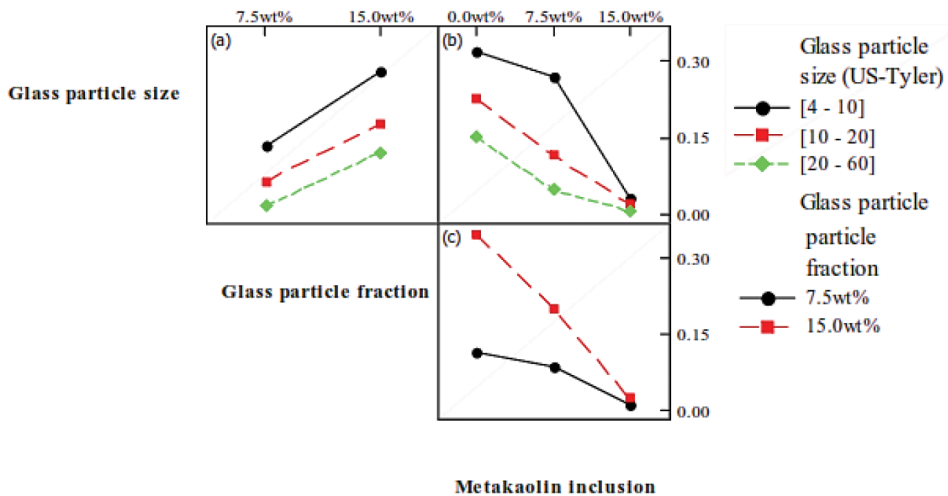 7.5wt% 15.0wt% 0.0wt% 7.5wt% 15.0wt%
(a) (b)
Glass particle size
0.30
0.15
0.00
(c)
Glass particle fraction
0.30
0.15
0.00
Metakaolin inclusion
Glass particle
size (US-Tyler)
[4 - 10]
[10 - 20]
[20 - 60]
Glass particle
particle
fraction
7.5wt%
15.0wt%